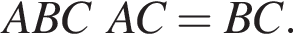 ABC AC = BC.